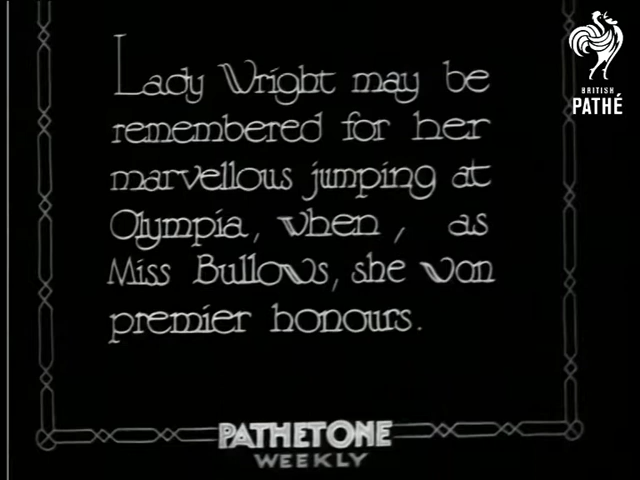 Lady Wright may be
remembered for her
marvellous jumping at
Olympia, when, as
Miss Bullows, she won
premier honours.
PATHETONE
WEEKLY
BRITISH
PATHÉ